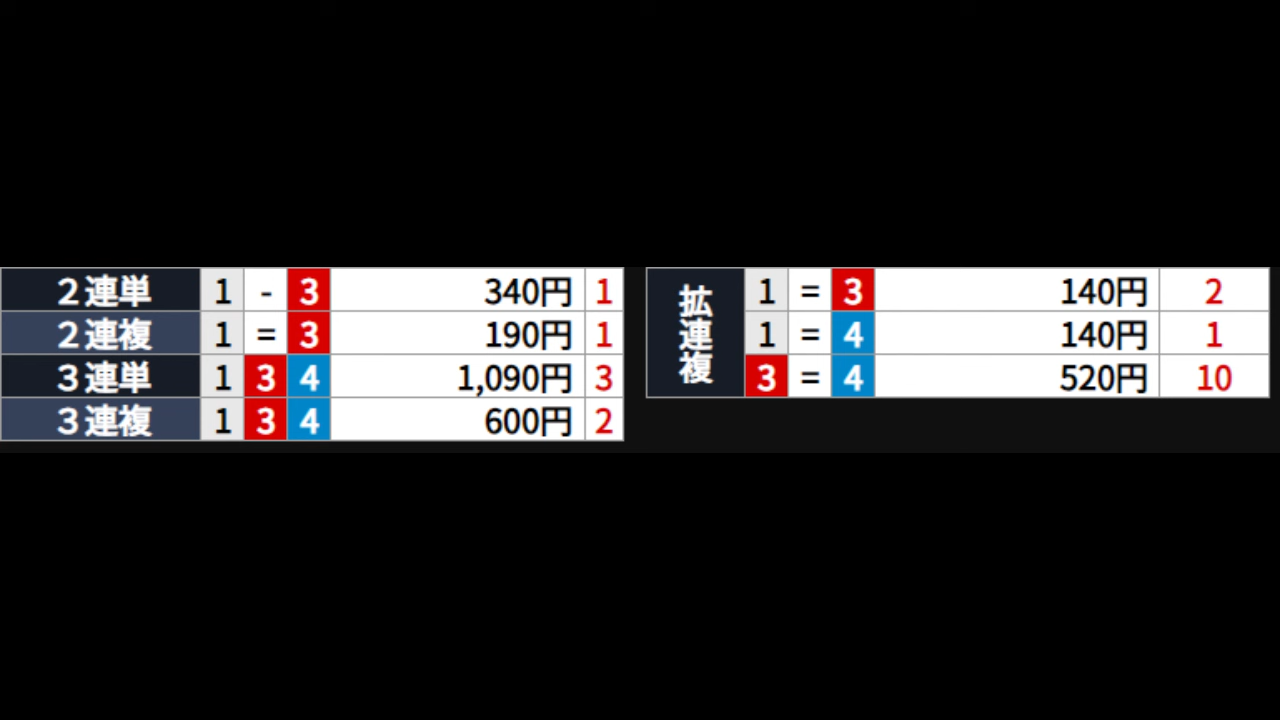 ２連単 1 - 3 340円 1
２連複 1 = 3 190円 1
３連単 1 3 4 1,090円 3
３連複 1 3 4 600円 2
拡連複
1 = 3 140円 2
1 = 4 140円 1
3 = 4 520円 10